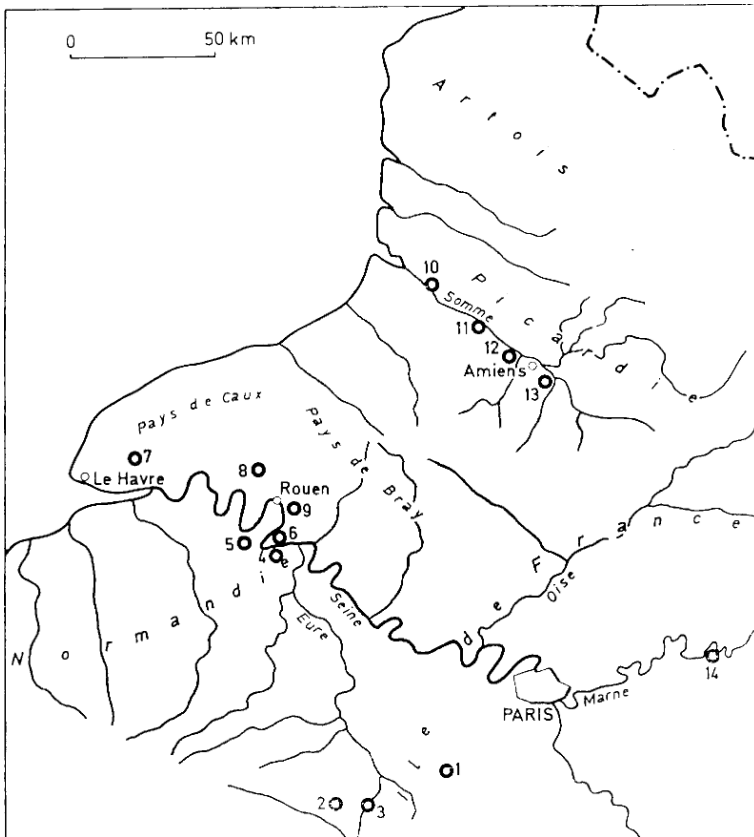 0 50 km
Artois
10
Picardie
Somme
11
12
Amiens
13
Pays de Caux
Pays de Bray
7
Le Havre
8
Rouen
9
5
6
4
Normandie
Seine
Eure
Ile de France
Oise
14
Marne
PARIS
1
2
3